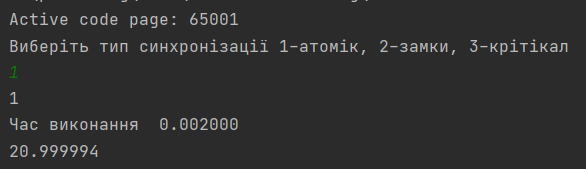 Active code page: 65001
Виберіть тип синхронізації 1-атомік, 2-замки, 3-крітікал
1
1
Час виконання  0.002000
20.999994